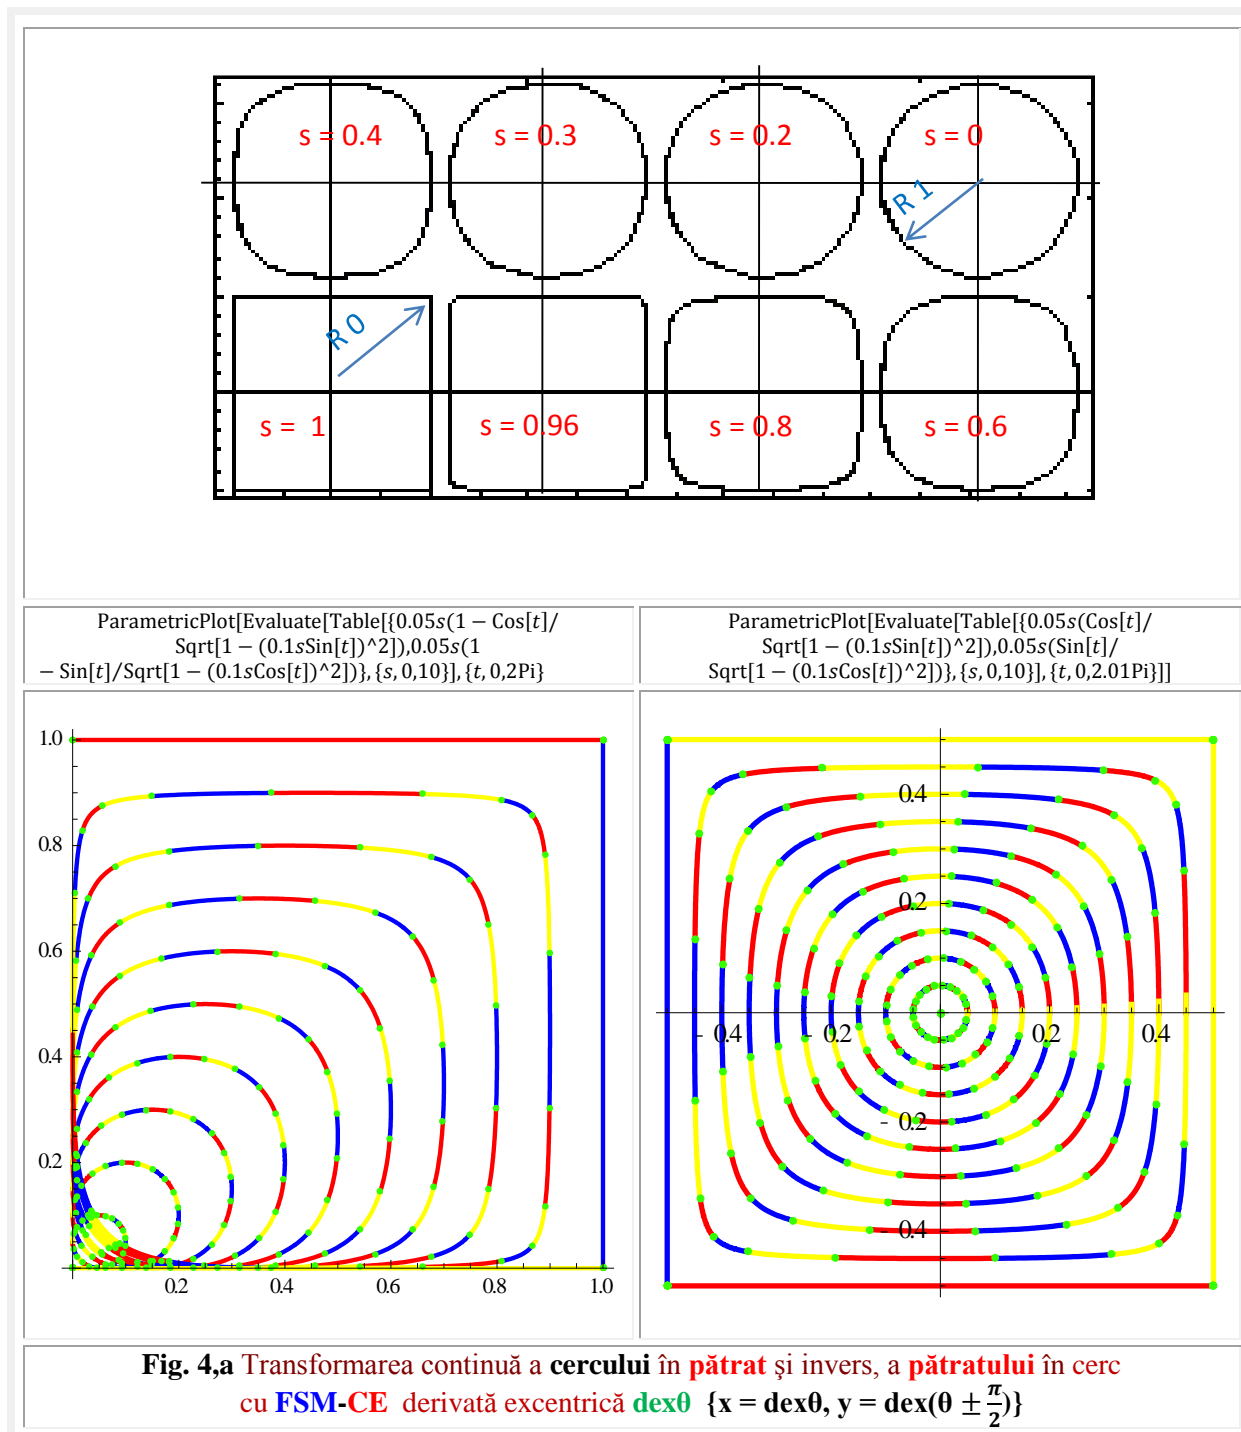 s = 0.4
s = 0.3
s = 0.2
s = 0
R 1
R 0
s = 1
s = 0.96
s = 0.8
s = 0.6
ParametricPlot[Evaluate[Table[{0.05s(1 − Cos[t]/
Sqrt[1 − (0.1sSin[t])^2]),0.05s(1
− Sin[t]/Sqrt[1 − (0.1sCos[t])^2])},{s,0,10}],{t,0,2Pi}
ParametricPlot[Evaluate[Table[{0.05s(Cos[t]/
Sqrt[1 − (0.1sSin[t])^2]),0.05s(Sin[t]/
Sqrt[1 − (0.1sCos[t])^2])},{s,0,10}],{t,0,2.01Pi}]]
1.0
0.8
0.6
0.4
0.2
0.2
0.4
0.6
0.8
1.0
0.4
0.2
- 0.4
- 0.2
0.2
0.4
- 0.2
- 0.4
Fig. 4,a Transformarea continuă a cercului în pătrat şi invers, a pătratului în cerc
cu FSM-CE derivată excentrică dexθ {x = dexθ, y = dex(θ ± π/2)}